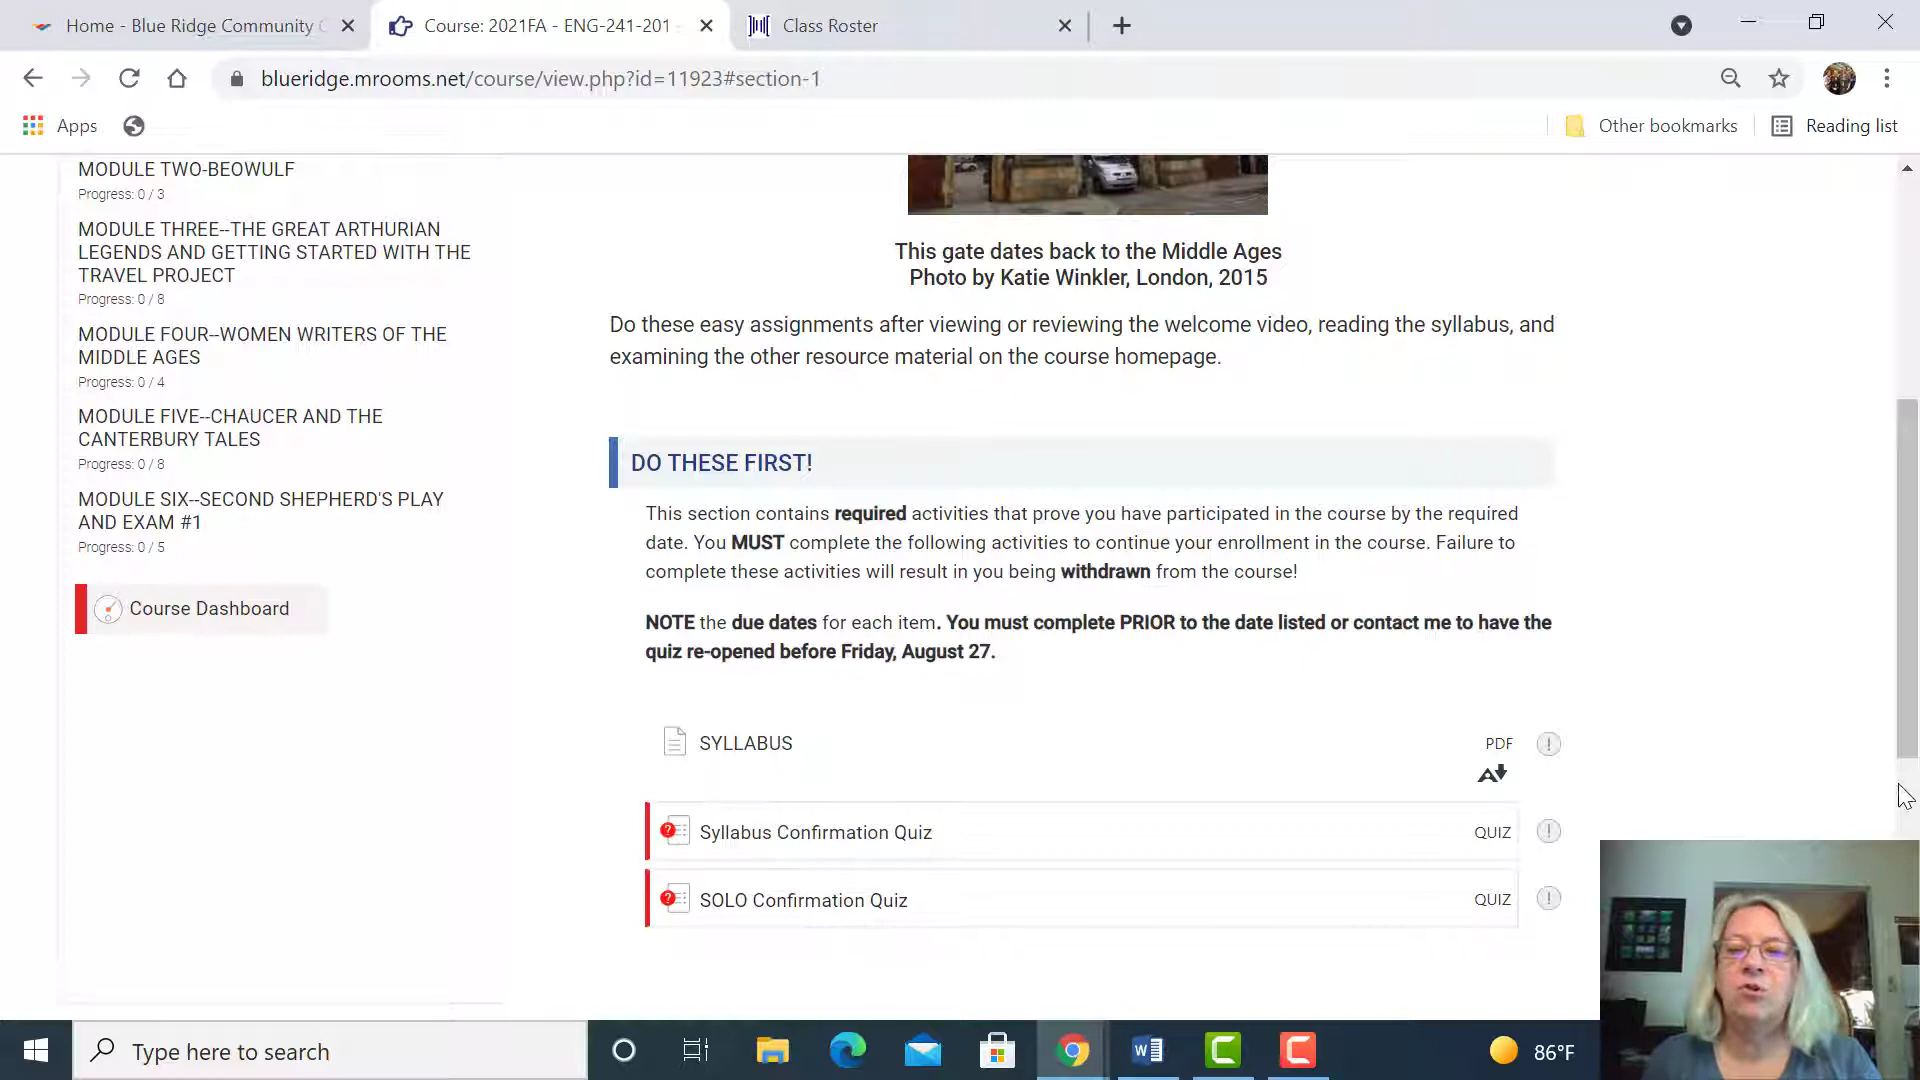 Home - Blue Ridge Community C
Course: 2021FA - ENG-241-201 -
Class Roster
blueridge.mrooms.net/course/view.php?id=11923#section-1
Apps
Other bookmarks
Reading list
MODULE TWO-BEOWULF
Progress: 0 / 3
MODULE THREE--THE GREAT ARTHURIAN
LEGENDS AND GETTING STARTED WITH THE
TRAVEL PROJECT
Progress: 0 / 8
MODULE FOUR--WOMEN WRITERS OF THE
MIDDLE AGES
Progress: 0 / 4
MODULE FIVE--CHAUCER AND THE
CANTERBURY TALES
Progress: 0 / 8
MODULE SIX--SECOND SHEPHERD'S PLAY
AND EXAM #1
Progress: 0 / 5
Course Dashboard
This gate dates back to the Middle Ages
Photo by Katie Winkler, London, 2015
Do these easy assignments after viewing or reviewing the welcome video, reading the syllabus, and
examining the other resource material on the course homepage.
DO THESE FIRST!
This section contains required activities that prove you have participated in the course by the required
date. You MUST complete the following activities to continue your enrollment in the course. Failure to
complete these activities will result in you being withdrawn from the course!
NOTE the due dates for each item. You must complete PRIOR to the date listed or contact me to have the
quiz re-opened before Friday, August 27.
SYLLABUS
PDF
Syllabus Confirmation Quiz
QUIZ
SOLO Confirmation Quiz
QUIZ
Type here to search
86°F